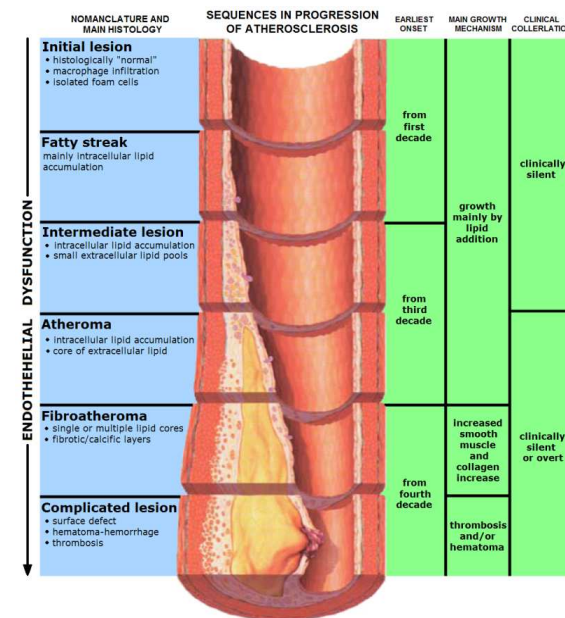 NOMANCLATURE AND
MAIN HISTOLOGY
SEQUENCES IN PROGRESSION
OF ATHEROSCLEROSIS
EARLIEST
ONSET
MAIN GROWTH
MECHANISM
CLINICAL
COLLERLATION
ENDOTHEHELIAL DYSFUNCTION
Initial lesion
• histologically "normal"
• macrophage infiltration
• isolated foam cells
Fatty streak
mainly intracellular lipid
accumulation
Intermediate lesion
• intracellular lipid accumulation
• small extracellular lipid pools
Atheroma
• intracellular lipid accumulation
• core of extracellular lipid
Fibroatheroma
• single or multiple lipid cores
• fibrotic/calcific layers
Complicated lesion
• surface defect
• hematoma-hemorrhage
• thrombosis
from
first
decade
from
third
decade
from
fourth
decade
growth
mainly by
lipid
addition
increased
smooth
muscle
and
collagen
increase
thrombosis
and/or
hematoma
clinically
silent
clinically
silent
or overt